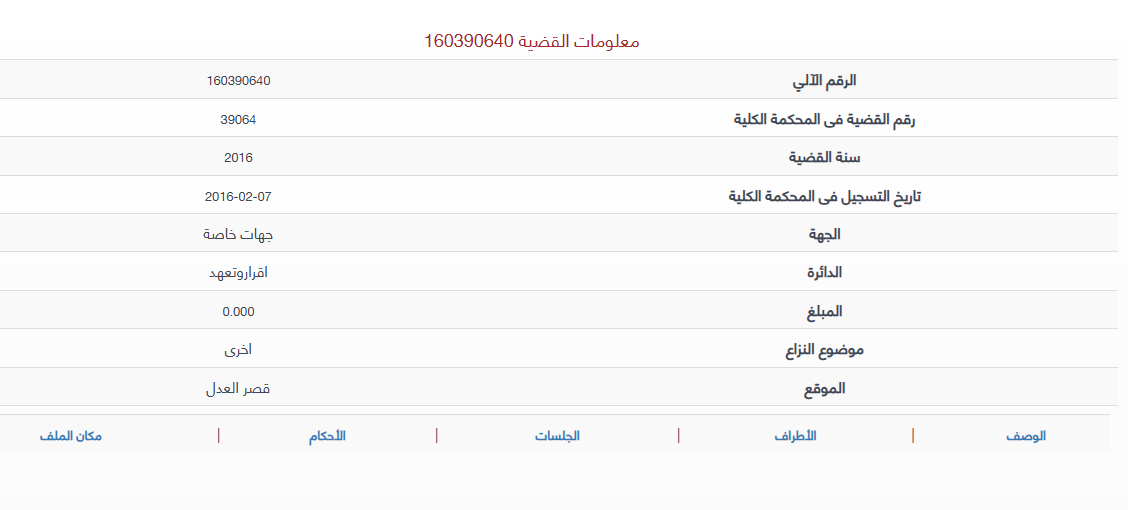 معلومات القضية 160390640
الرقم الآلي 160390640
رقم القضية فى المحكمة الكلية 39064
سنة القضية 2016
تاريخ التسجيل فى المحكمة الكلية 2016-02-07
الجهة جهات خاصة
الدائرة اقراروتعهد
المبلغ 0.000
موضوع النزاع اخرى
الموقع قصر العدل
الوصف | الأطراف | الجلسات | الأحكام | مكان الملف